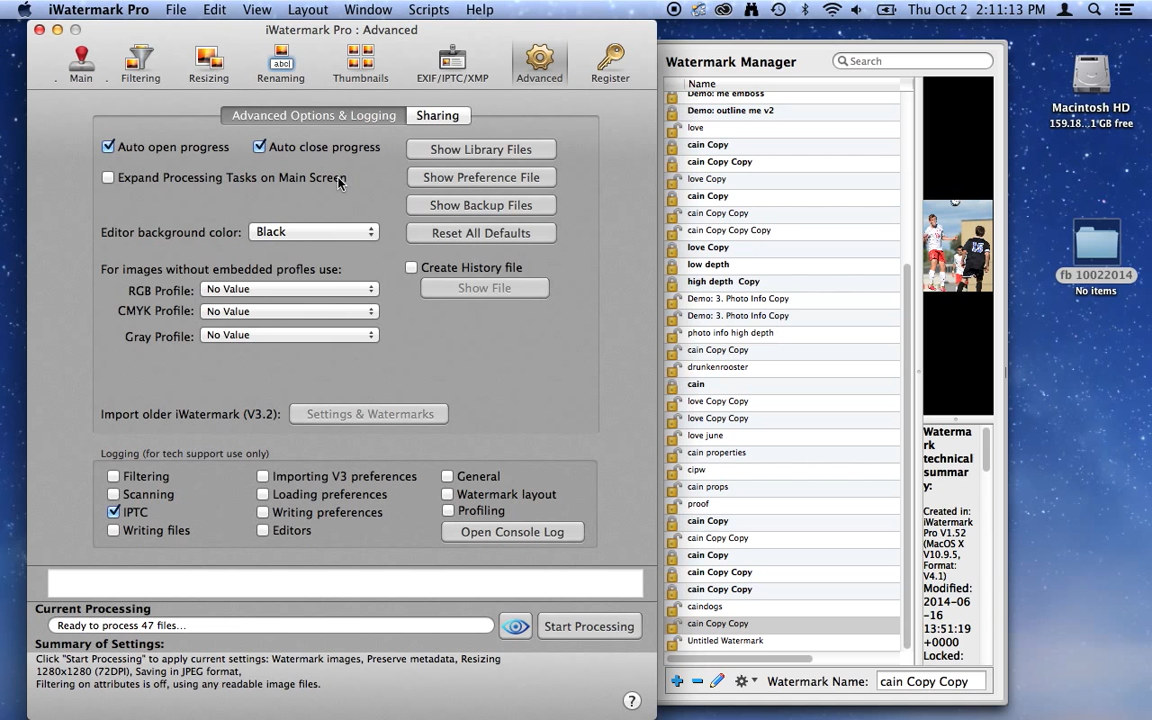 iWatermark Pro File Edit View Layout Window Scripts Help Thu Oct 2 2:11:13 PM
iWatermark Pro : Advanced
Main Filtering Resizing Renaming Thumbnails EXIF/IPTC/XMP Advanced Register
abc
Advanced Options & Logging Sharing
Auto open progress Auto close progress Show Library Files
Expand Processing Tasks on Main Screen Show Preference File
Show Backup Files
Editor background color: Black Reset All Defaults
For images without embedded profles use: Create History file
RGB Profile: No Value Show File
CMYK Profile: No Value
Gray Profile: No Value
Import older iWatermark (V3.2): Settings & Watermarks
Logging (for tech support use only)
Filtering Importing V3 preferences General
Scanning Loading preferences Watermark layout
IPTC Writing preferences Profiling
Writing files Editors Open Console Log
Current Processing
Ready to process 47 files... Start Processing
Summary of Settings:
Click "Start Processing" to apply current settings: Watermark images, Preserve metadata, Resizing
1280x1280 (72DPI), Saving in JPEG format,
Filtering on attributes is off, using any readable image files.
?
Watermark Manager Search
Name
Demo: me emboss
Demo: outline me v2
love
cain Copy
cain Copy Copy
love Copy
cain Copy
cain Copy Copy
cain Copy Copy Copy
love Copy
low depth
high depth Copy
Demo: 3. Photo Info Copy
Demo: 3. Photo Info Copy
photo info high depth
cain Copy Copy
drunkenrooster
cain
love Copy Copy
love Copy Copy
love june
cain properties
cipw
cain props
proof
cain Copy
cain Copy Copy
cain Copy
cain Copy Copy
cain Copy Copy
caindogs
cain Copy Copy
Untitled Watermark
Waterma
rk
technical
summar
y:
Created in:
iWatermark
Pro V1.52
(MacOS X
V10.9.5,
Format:
V4.1)
Modified:
2014-06
-16
13:51:19
+0000
Locked:
Watermark Name: cain Copy Copy
Macintosh HD
159.18...1 GB free
fb 10022014
No items